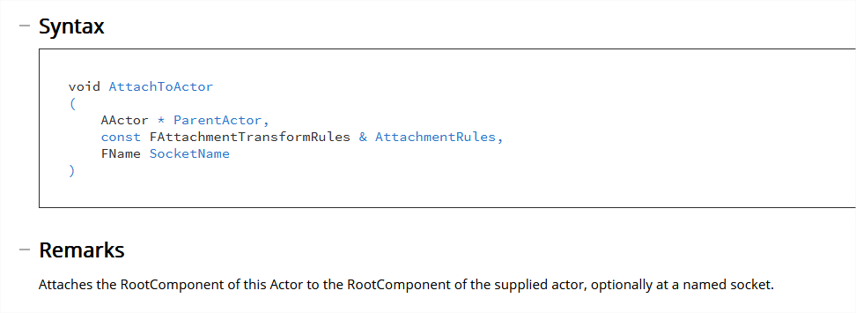 Syntax
void AttachToActor
(
AActor * ParentActor,
const FAttachmentTransformRules & AttachmentRules,
FName SocketName
)
Remarks
Attaches the RootComponent of this Actor to the RootComponent of the supplied actor, optionally at a named socket.